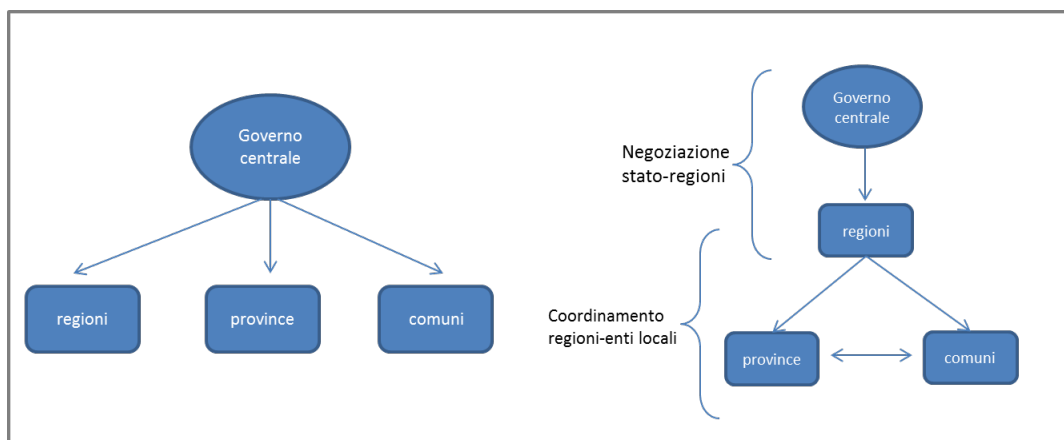 Governo
centrale
regioni
province
comuni
Governo
centrale
Negoziazione
stato-regioni
regioni
Coordinamento
regioni-enti locali
province
comuni